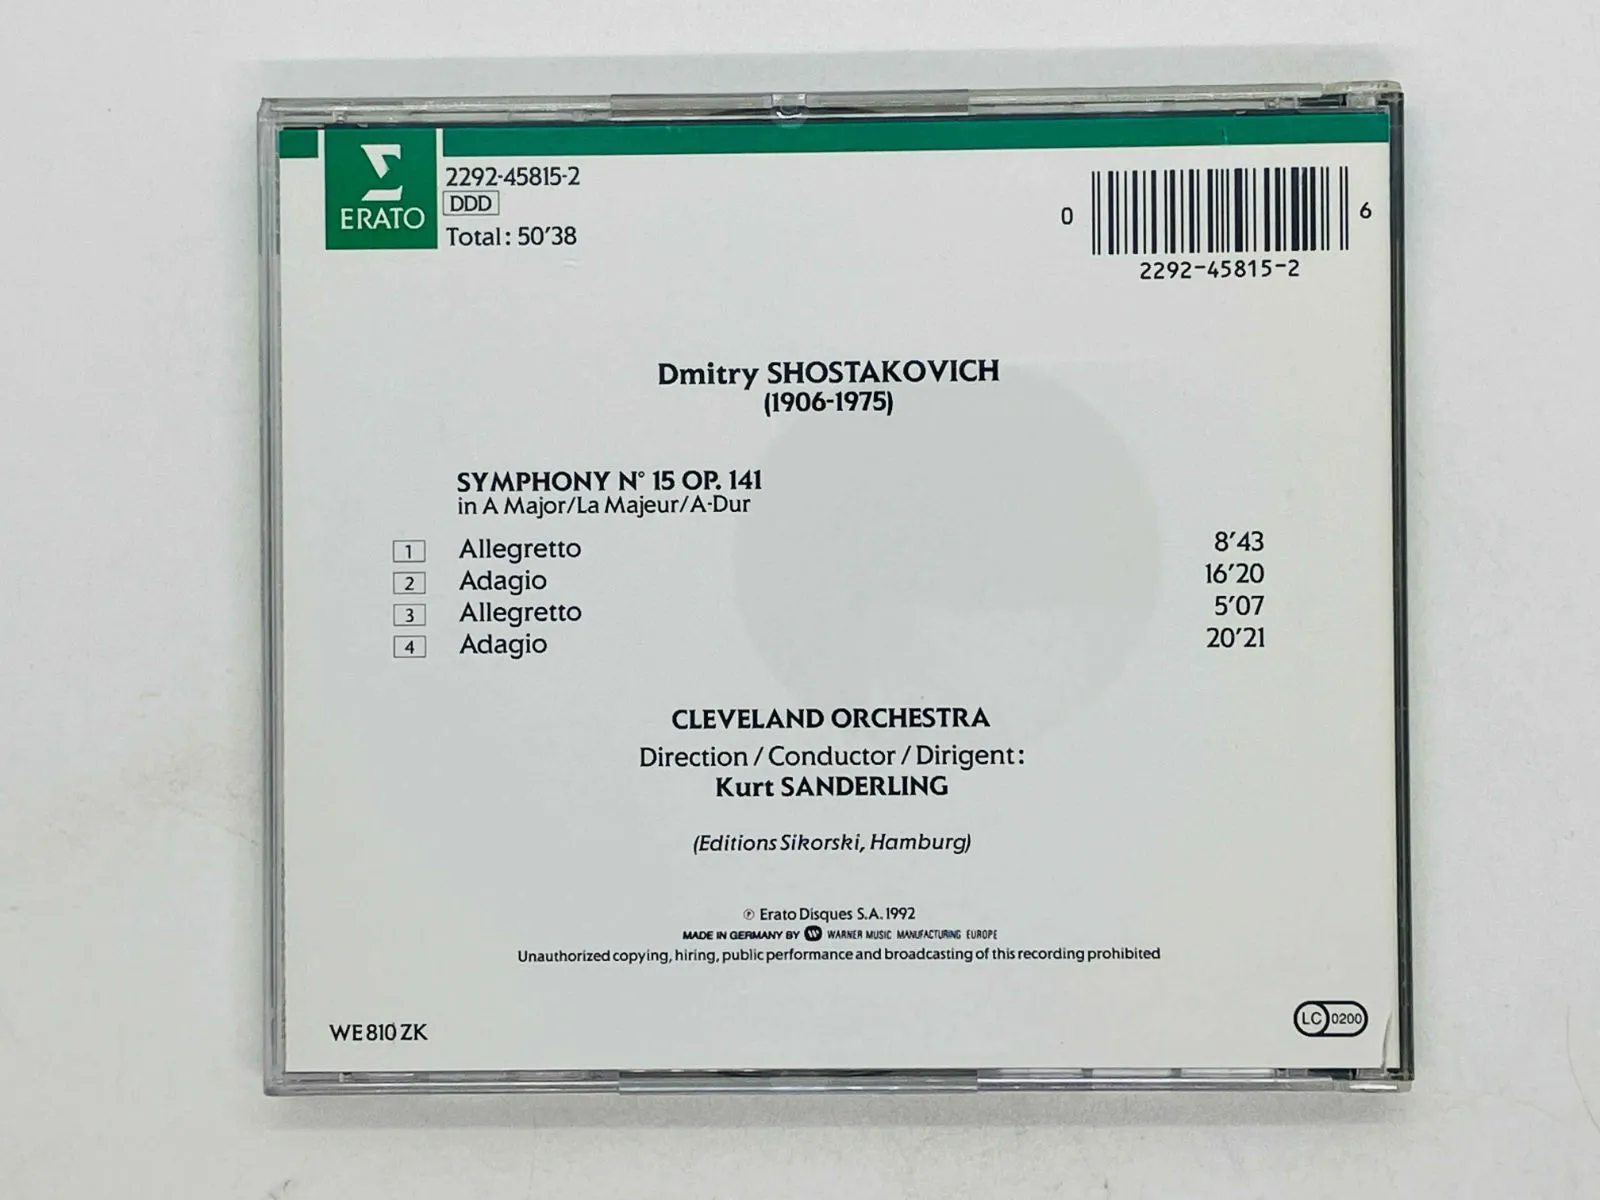 ERATO
2292-45815-2
DDD
Total: 50'38
0 6
2292-45815-2
Dmitry SHOSTAKOVICH
(1906-1975)
SYMPHONY N° 15 OP. 141
in A Major/La Majeur/A-Dur
1 Allegretto 8'43
2 Adagio 16'20
3 Allegretto 5'07
4 Adagio 20'21
CLEVELAND ORCHESTRA
Direction / Conductor / Dirigent:
Kurt SANDERLING
(Editions Sikorski, Hamburg)
℗ Erato Disques S.A. 1992
MADE IN GERMANY BY W WARNER MUSIC MANUFACTURING EUROPE
Unauthorized copying, hiring, public performance and broadcasting of this recording prohibited
WE 810 ZK
LC 0200